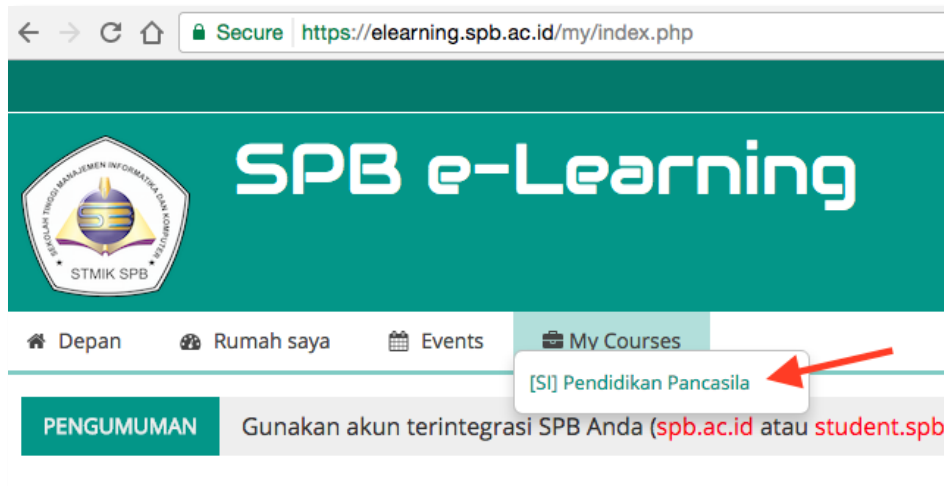 Secure https://elearning.spb.ac.id/my/index.php
SPB e-Learning
SEKOLAH TINGGI MANAJEMEN INFORMATIKA DAN KOMPUTER
SB
STMIK SPB
Depan Rumah saya Events My Courses
[SI] Pendidikan Pancasila
PENGUMUMAN Gunakan akun terintegrasi SPB Anda (spb.ac.id atau student.spb